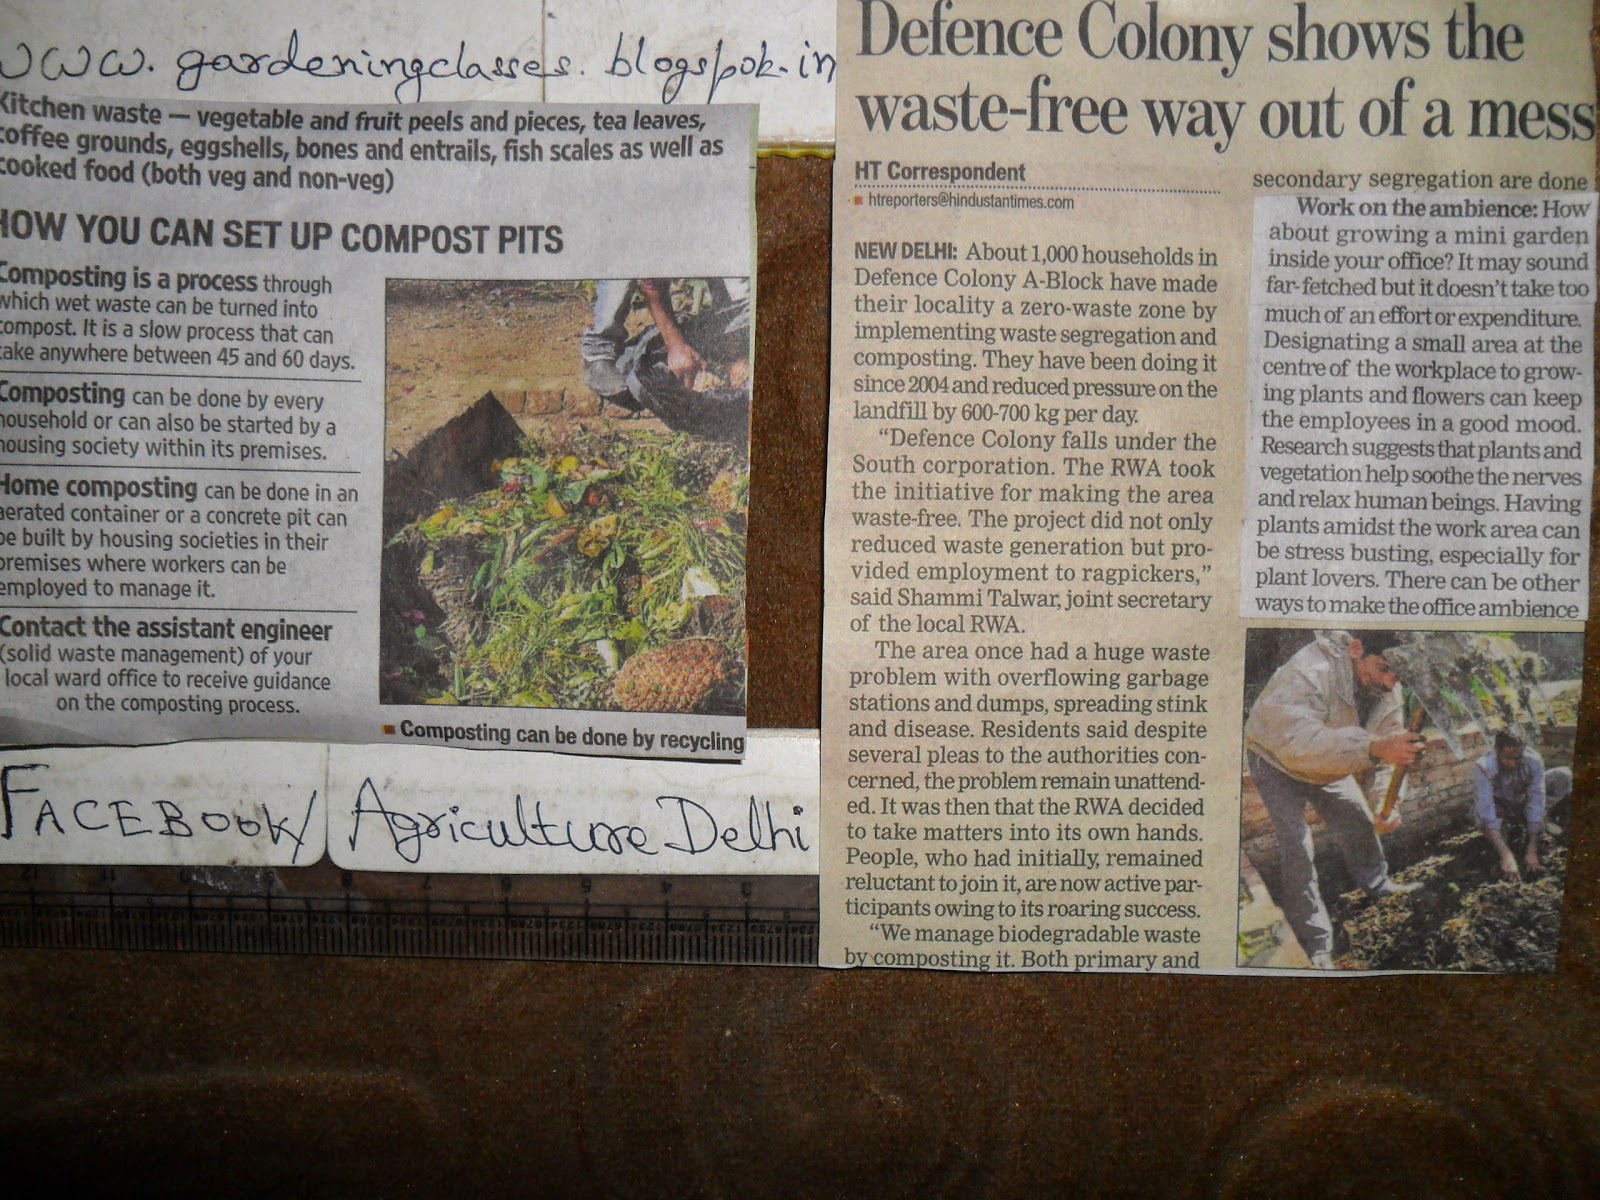 www.gardeningclasses.blogspot.in
Kitchen waste — vegetable and fruit peels and pieces, tea leaves,
coffee grounds, eggshells, bones and entrails, fish scales as well as
cooked food (both veg and non-veg)
HOW YOU CAN SET UP COMPOST PITS
Composting is a process through
which wet waste can be turned into
compost. It is a slow process that can
take anywhere between 45 and 60 days.
Composting can be done by every
household or can also be started by a
housing society within its premises.
Home composting can be done in an
aerated container or a concrete pit can
be built by housing societies in their
premises where workers can be
employed to manage it.
Contact the assistant engineer
(solid waste management) of your
local ward office to receive guidance
on the composting process.
Composting can be done by recycling
FACEBOOK/ Agriculture Delhi
12 11 10 9 8 7 6 5 4 3 2
Defence Colony shows the
waste-free way out of a mess
HT Correspondent
htreporters@hindustantimes.com
NEW DELHI: About 1,000 households in
Defence Colony A-Block have made
their locality a zero-waste zone by
implementing waste segregation and
composting. They have been doing it
since 2004 and reduced pressure on the
landfill by 600-700 kg per day.
“Defence Colony falls under the
South corporation. The RWA took
the initiative for making the area
waste-free. The project did not only
reduced waste generation but pro-
vided employment to ragpickers,”
said Shammi Talwar, joint secretary
of the local RWA.
The area once had a huge waste
problem with overflowing garbage
stations and dumps, spreading stink
and disease. Residents said despite
several pleas to the authorities con-
cerned, the problem remain unattend-
ed. It was then that the RWA decided
to take matters into its own hands.
People, who had initially, remained
reluctant to join it, are now active par-
ticipants owing to its roaring success.
“We manage biodegradable waste
by composting it. Both primary and
secondary segregation are done
Work on the ambience: How
about growing a mini garden
inside your office? It may sound
far-fetched but it doesn’t take too
much of an effort or expenditure.
Designating a small area at the
centre of the workplace to grow-
ing plants and flowers can keep
the employees in a good mood.
Research suggests that plants and
vegetation help soothe the nerves
and relax human beings. Having
plants amidst the work area can
be stress busting, especially for
plant lovers. There can be other
ways to make the office ambience